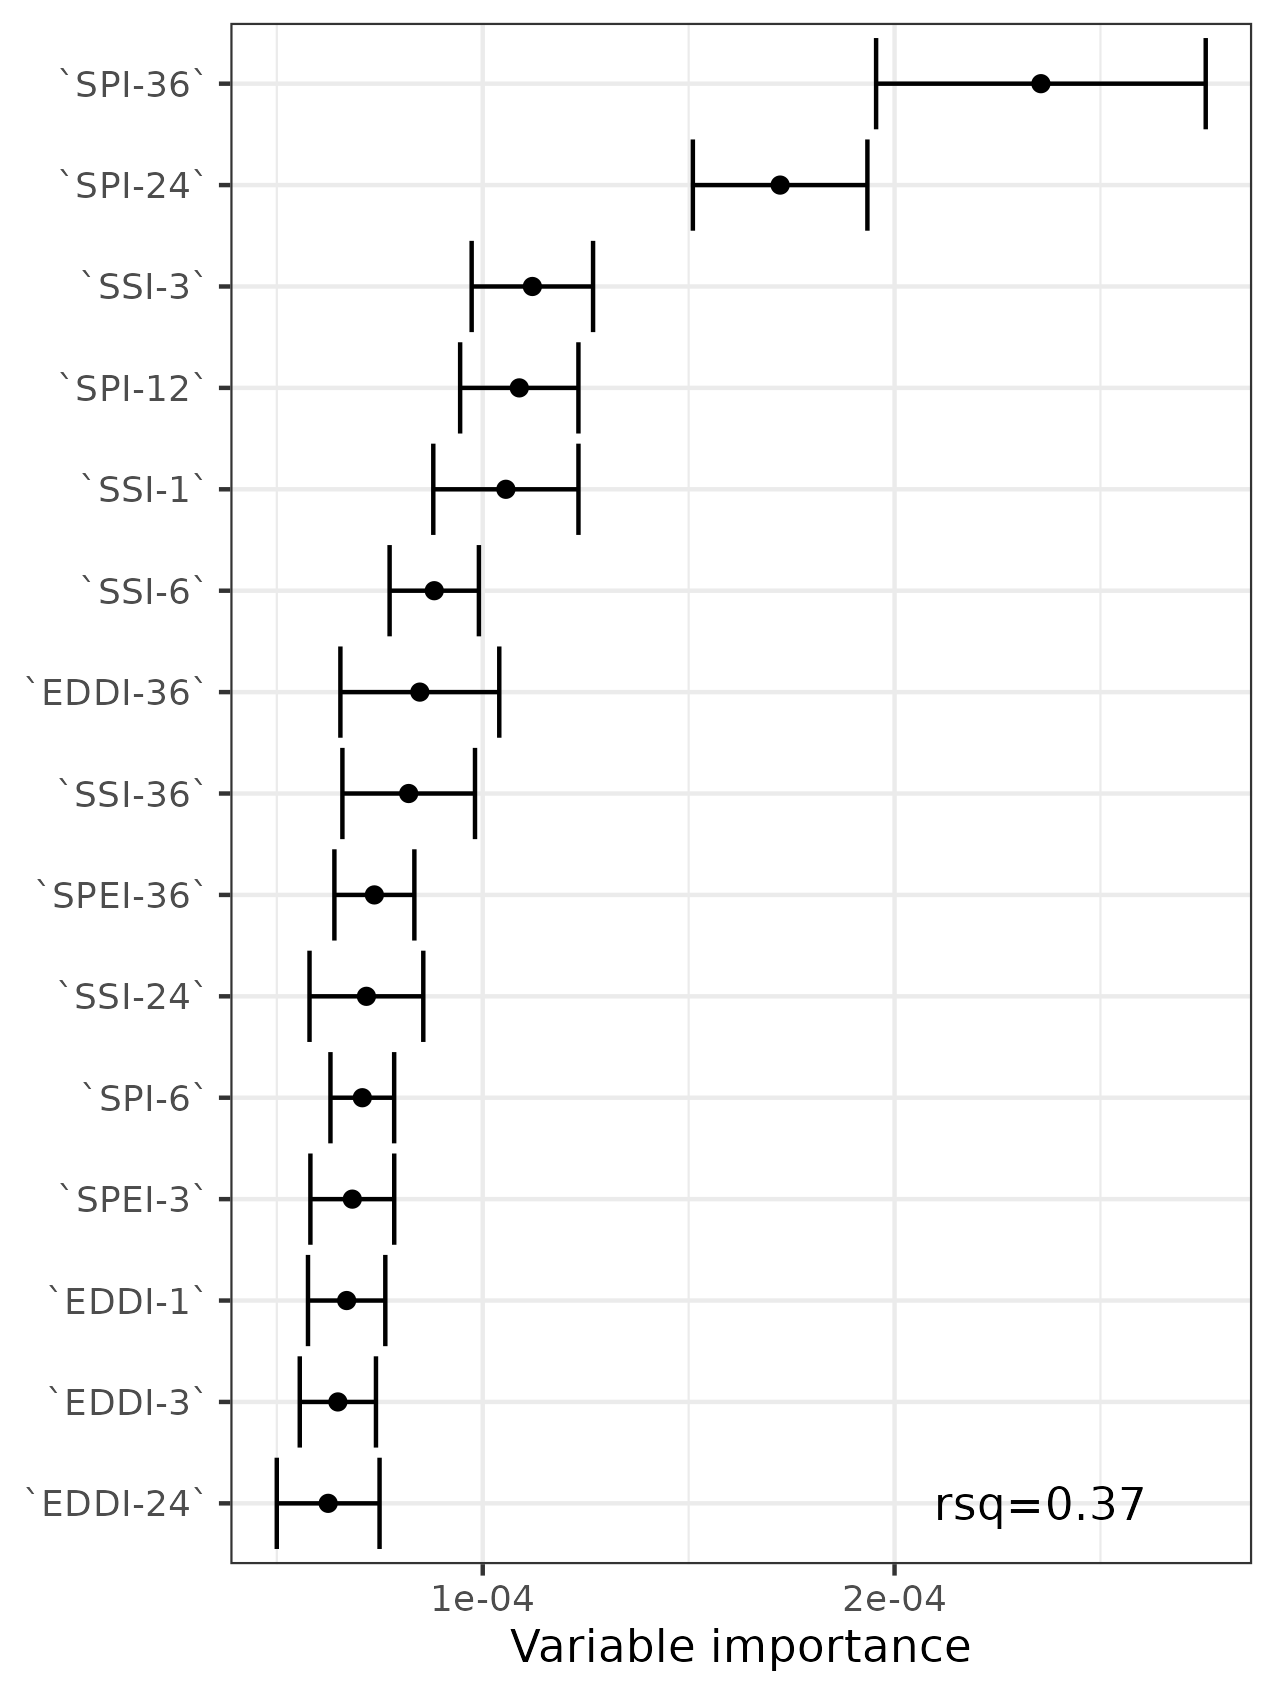 `SPI-36`
`SPI-24`
`SSI-3`
`SPI-12`
`SSI-1`
`SSI-6`
`EDDI-36`
`SSI-36`
`SPEI-36`
`SSI-24`
`SPI-6`
`SPEI-3`
`EDDI-1`
`EDDI-3`
`EDDI-24`
rsq=0.37
1e-04 2e-04
Variable importance